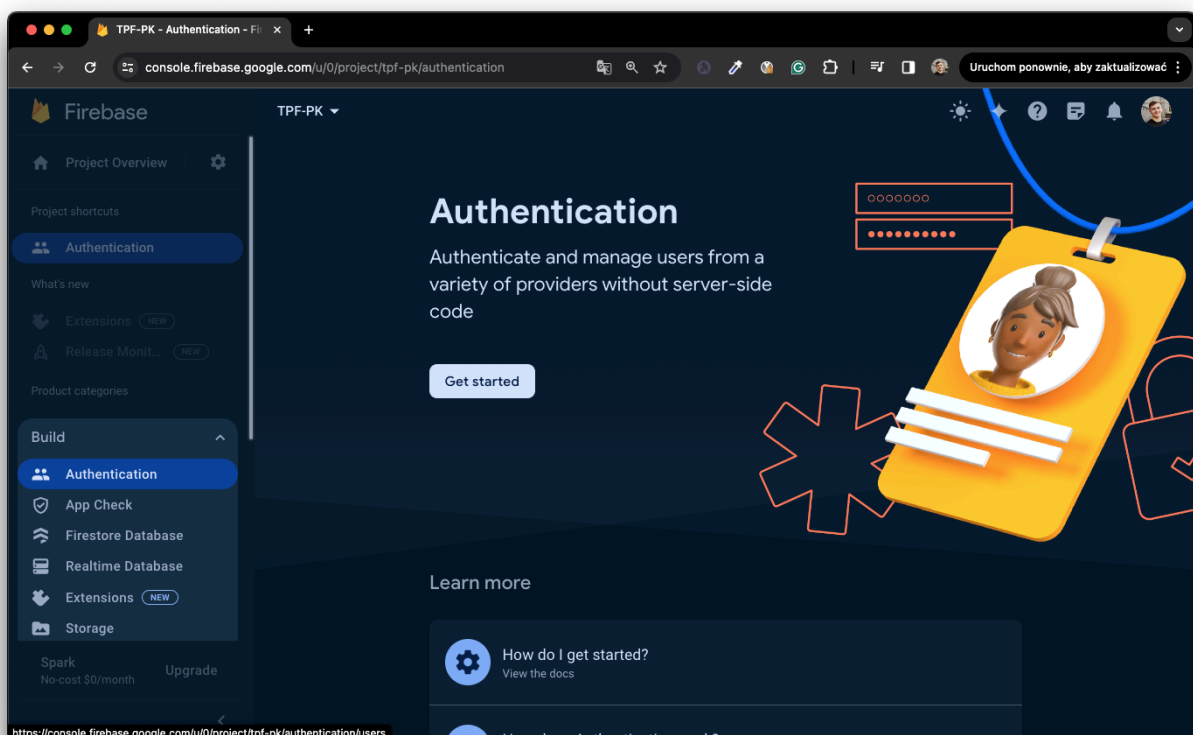 TPF-PK - Authentication - Fi
console.firebase.google.com/u/0/project/tpf-pk/authentication
Uruchom ponownie, aby zaktualizować
Firebase
TPF-PK
Project Overview
Project shortcuts
Authentication
What's new
Extensions NEW
Release Monit... NEW
Product categories
Build
Authentication
App Check
Firestore Database
Realtime Database
Extensions NEW
Storage
Spark
No-cost $0/month
Upgrade
Authentication
Authenticate and manage users from a
variety of providers without server-side
code
Get started
Learn more
How do I get started?
View the docs
https://console.firebase.google.com/u/0/project/tpf-pk/authentication/users